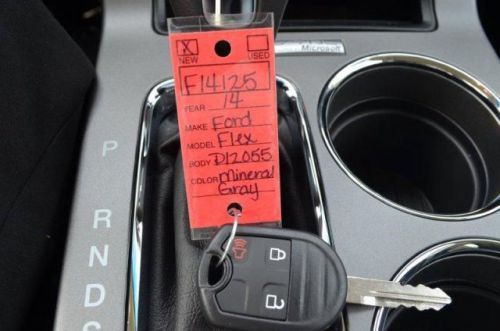 X NEW USED
F14125
YEAR 14
MAKE Ford
MODEL Flex
BODY D12055
COLOR Mineral
Gray
Microsoft
P
R
N
D
S